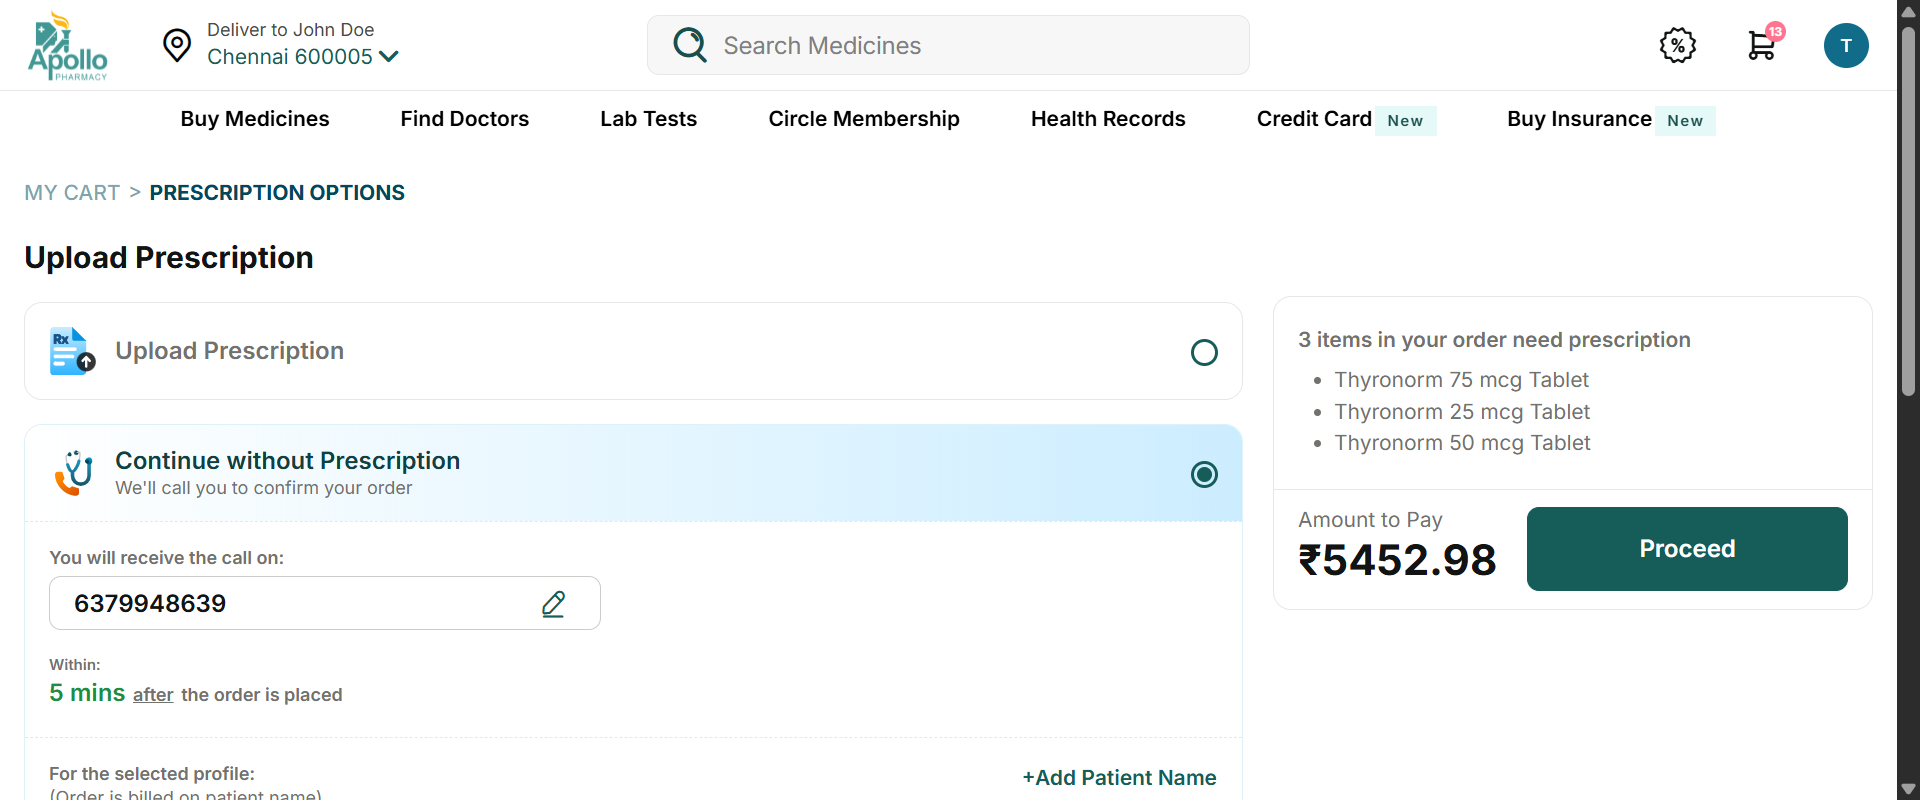 Apollo
PHARMACY
Deliver to John Doe
Chennai 600005
Search Medicines
%
13
T
Buy Medicines
Find Doctors
Lab Tests
Circle Membership
Health Records
Credit Card New
Buy Insurance New
MY CART > PRESCRIPTION OPTIONS
Upload Prescription
Rx
Upload Prescription
Continue without Prescription
We'll call you to confirm your order
You will receive the call on:
6379948639
Within:
5 mins after the order is placed
For the selected profile:
(Order is billed on patient name)
+Add Patient Name
3 items in your order need prescription
• Thyronorm 75 mcg Tablet
• Thyronorm 25 mcg Tablet
• Thyronorm 50 mcg Tablet
Amount to Pay
₹5452.98
Proceed